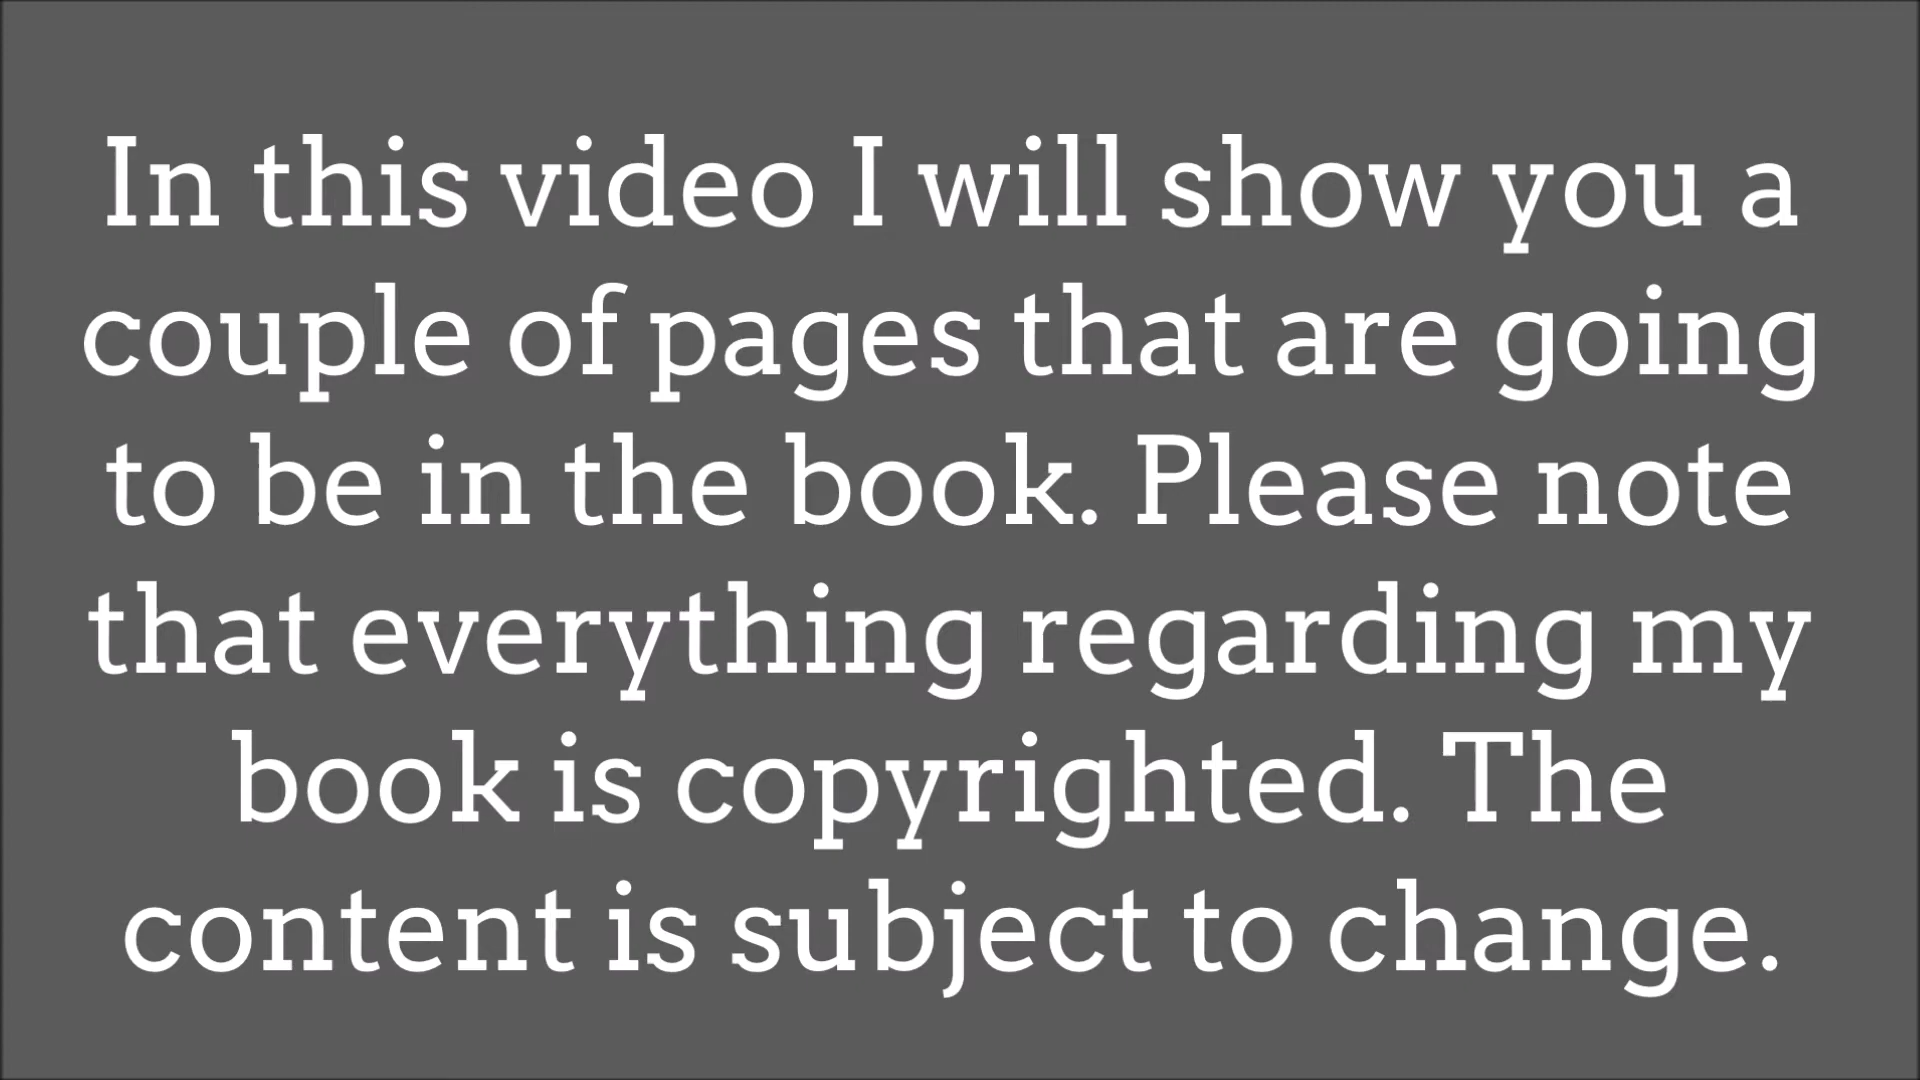 In this video I will show you a
couple of pages that are going
to be in the book. Please note
that everything regarding my
book is copyrighted. The
content is subject to change.